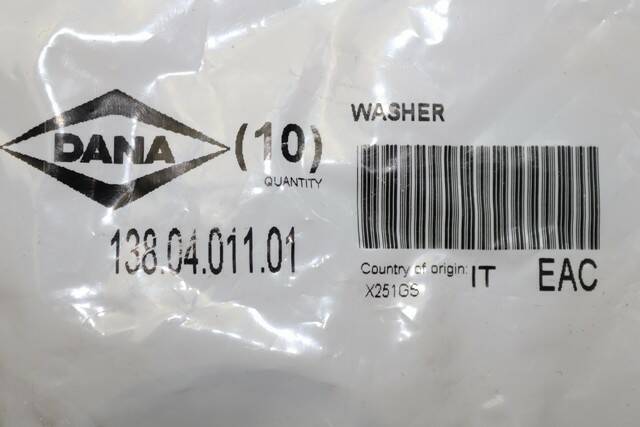 DANA
(10)
QUANTITY
138.04.011.01
WASHER
Country of origin: IT
X251GS
EAC